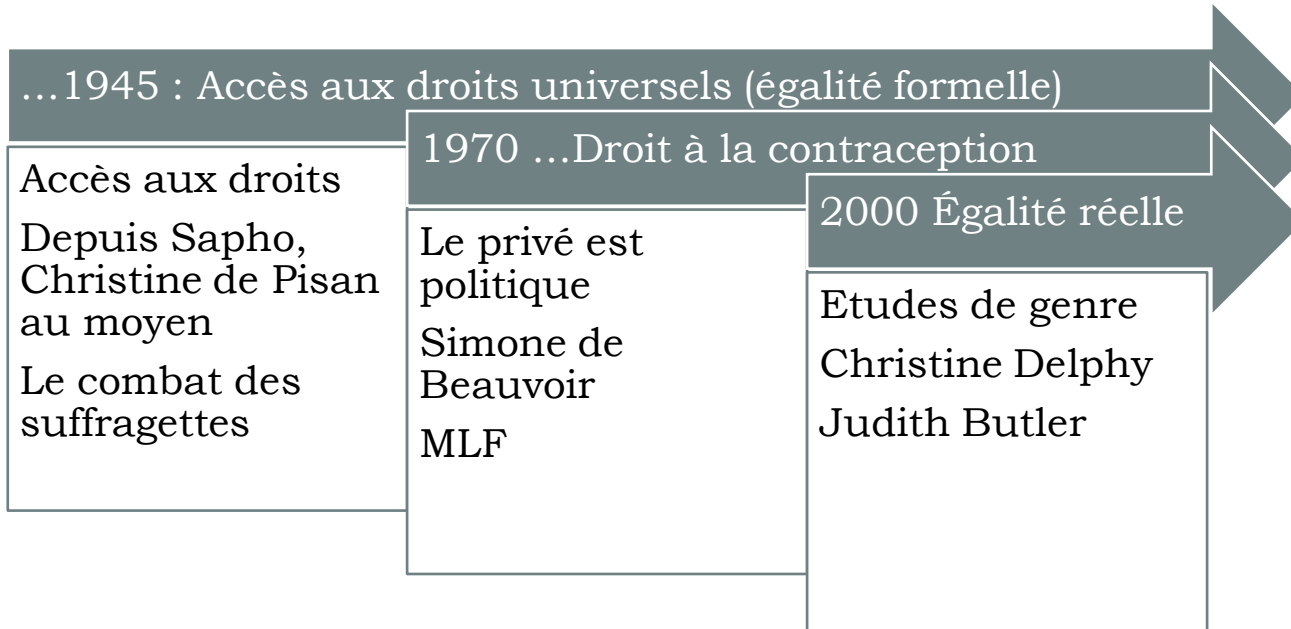 …1945 : Accès aux droits universels (égalité formelle)
Accès aux droits
Depuis Sapho,
Christine de Pisan
au moyen
Le combat des
suffragettes
1970 …Droit à la contraception
Le privé est
politique
Simone de
Beauvoir
MLF
2000 Égalité réelle
Etudes de genre
Christine Delphy
Judith Butler